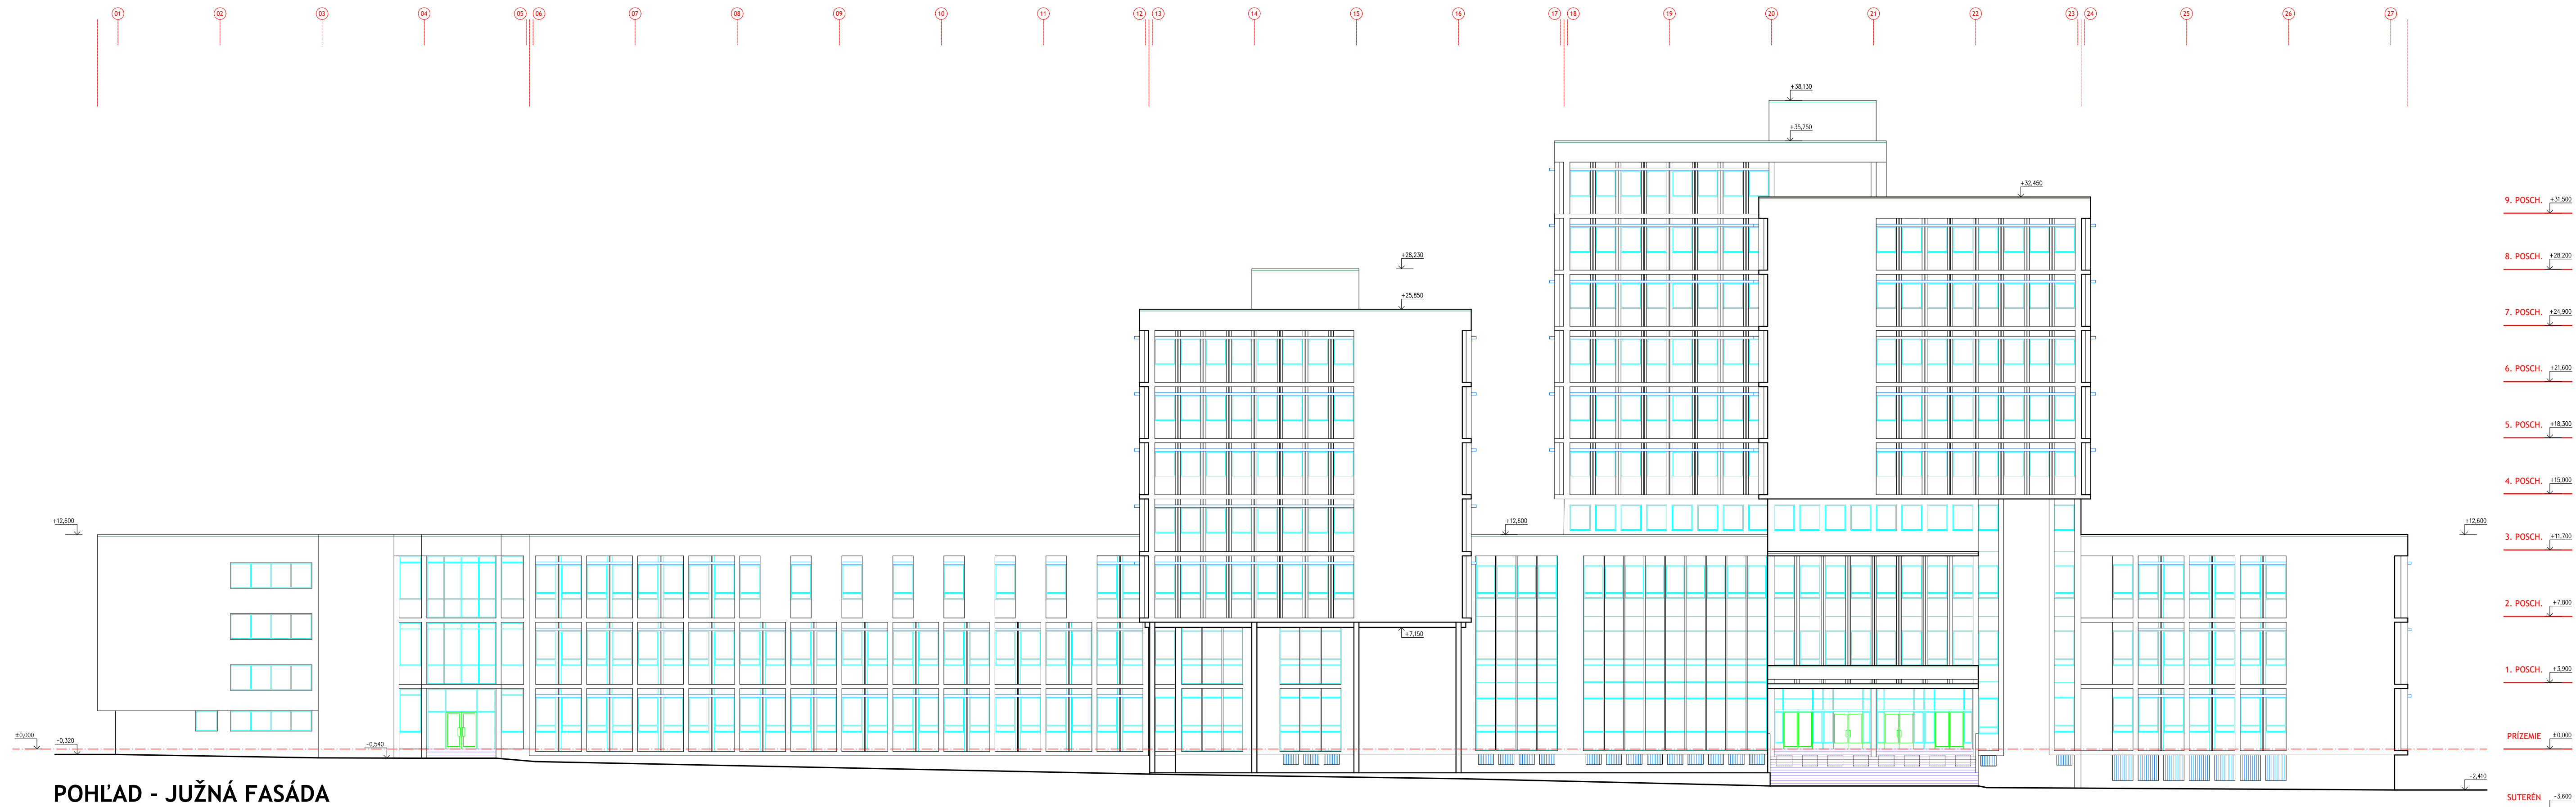 01 02 03 04 05 06 07 08 09 10 11 12 13 14 15 16 17 18 19 20 21 22 23 24 25 26 27
+38,130
+35,750
+32,450
9. POSCH. +31,500
+28,230
8. POSCH. +28,200
+25,850
7. POSCH. +24,900
6. POSCH. +21,600
5. POSCH. +18,300
4. POSCH. +15,000
+12,600 +12,600 +12,600
3. POSCH. +11,700
2. POSCH. +7,800
+7,150
1. POSCH. +3,900
±0,000 PRÍZEMIE ±0,000
-0,320 -0,540
-2,410
POHĽAD - JUŽNÁ FASÁDA
SUTERÉN -3,600